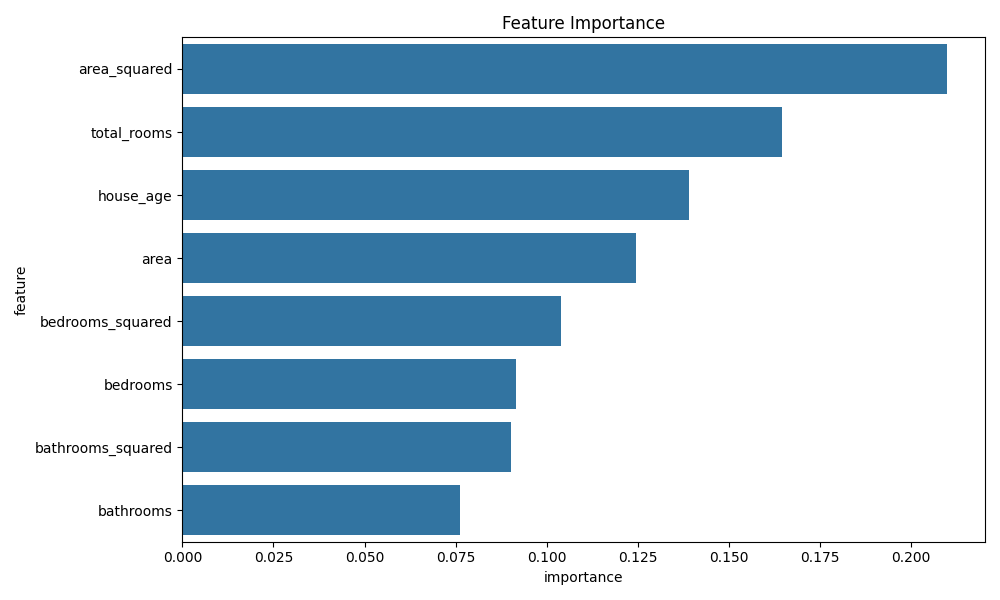 Feature Importance
area_squared
total_rooms
house_age
area
bedrooms_squared
bedrooms
bathrooms_squared
bathrooms
feature
0.000 0.025 0.050 0.075 0.100 0.125 0.150 0.175 0.200
importance